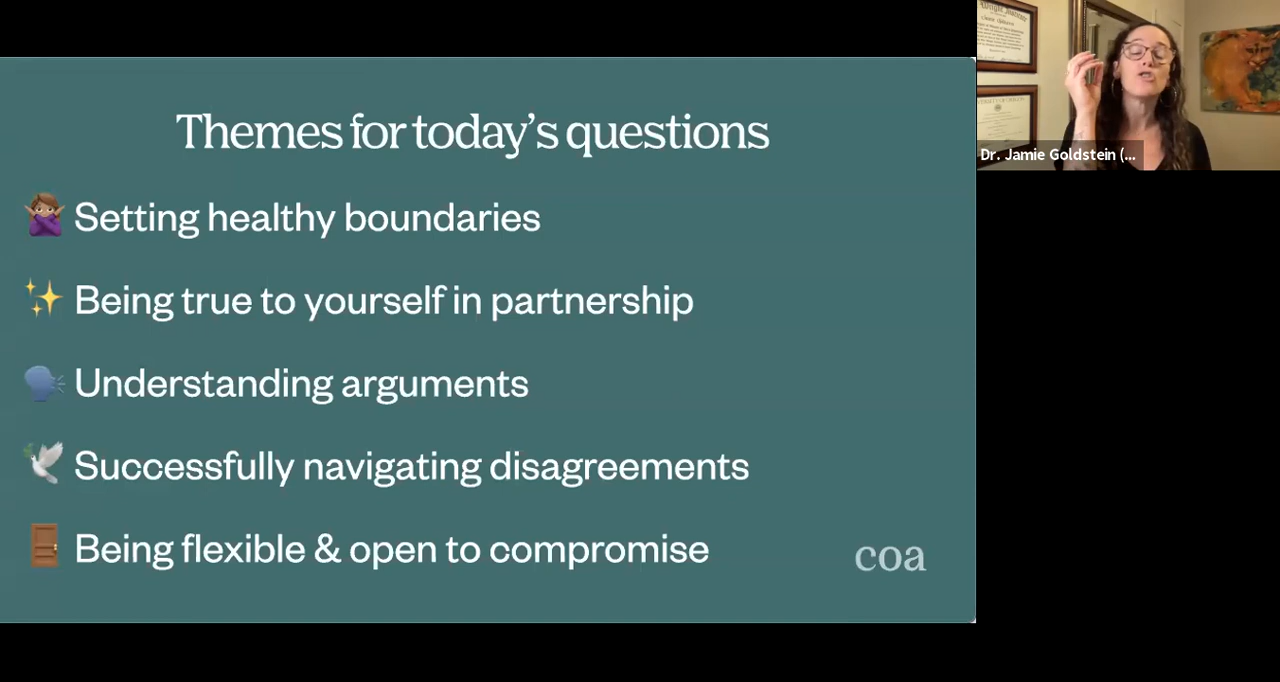 Themes for today's questions
Setting healthy boundaries
Being true to yourself in partnership
Understanding arguments
Successfully navigating disagreements
Being flexible & open to compromise
coa
Dr. Jamie Goldstein (...